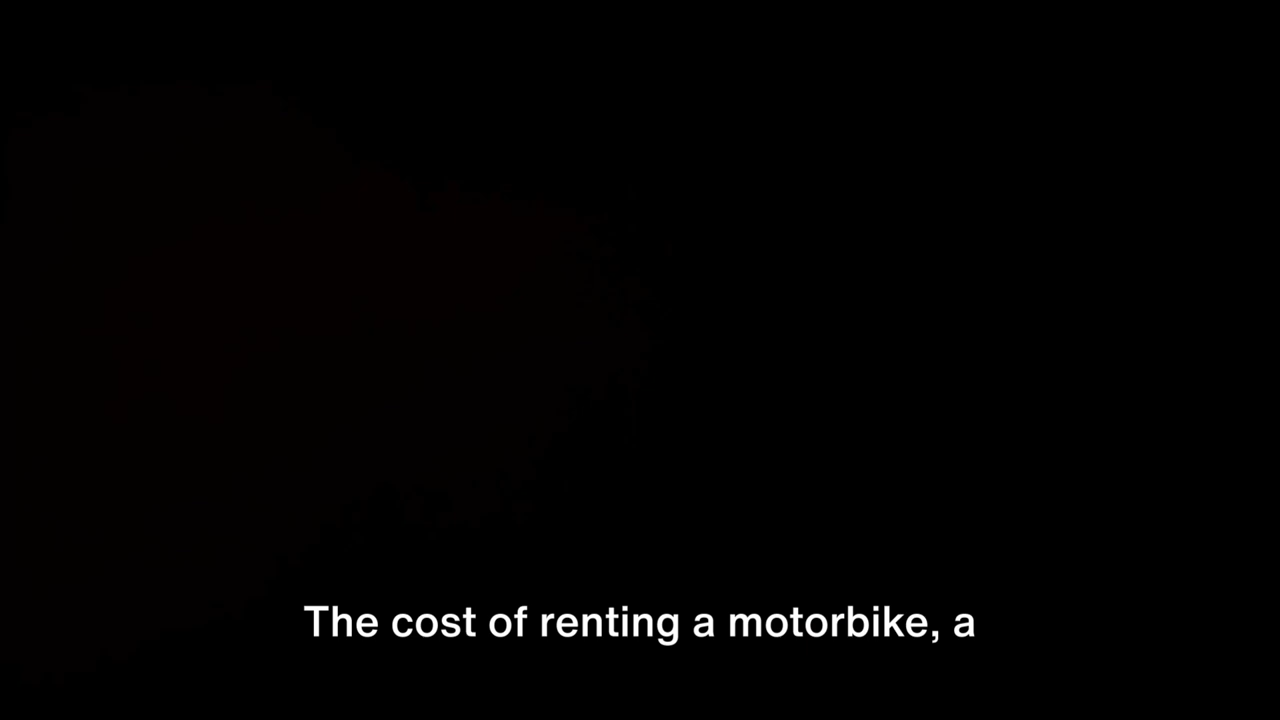 The cost of renting a motorbike, a